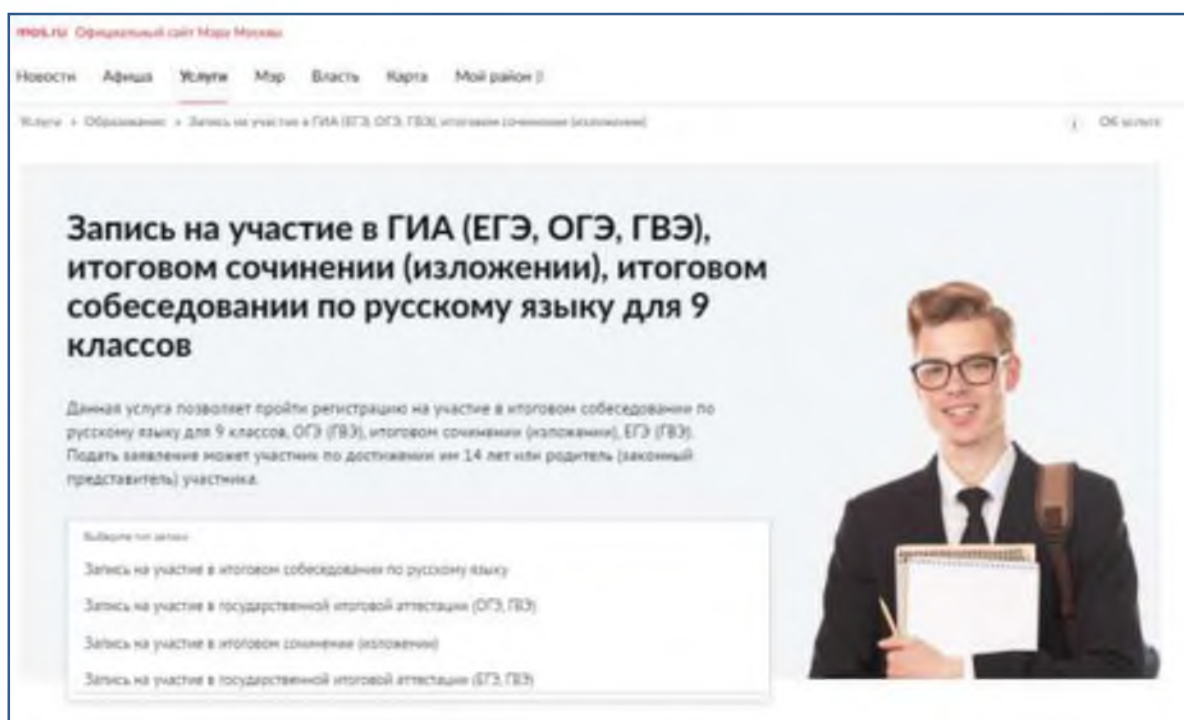 mos.ru Официальный сайт Мэра Москвы
Новости Афиша Услуги Мэр Власть Карта Мой район
Услуги Образование Запись на участие в ГИА (ЕГЭ, ОГЭ, ГВЭ), итоговом сочинении (изложении)
i Об услуге
Запись на участие в ГИА (ЕГЭ, ОГЭ, ГВЭ),
итоговом сочинении (изложении), итоговом
собеседовании по русскому языку для 9
классов
Данная услуга позволяет пройти регистрацию на участие в итоговом собеседовании по
русскому языку для 9 классов, ОГЭ (ГВЭ), итоговом сочинении (изложении), ЕГЭ (ГВЭ).
Подать заявление может участник по достижении им 14 лет или родитель (законный
представитель) участника.
Выберите тип записи
Запись на участие в итоговом собеседовании по русскому языку
Запись на участие в государственной итоговой аттестации (ОГЭ, ГВЭ)
Запись на участие в итоговом сочинении (изложении)
Запись на участие в государственной итоговой аттестации (ЕГЭ, ГВЭ)